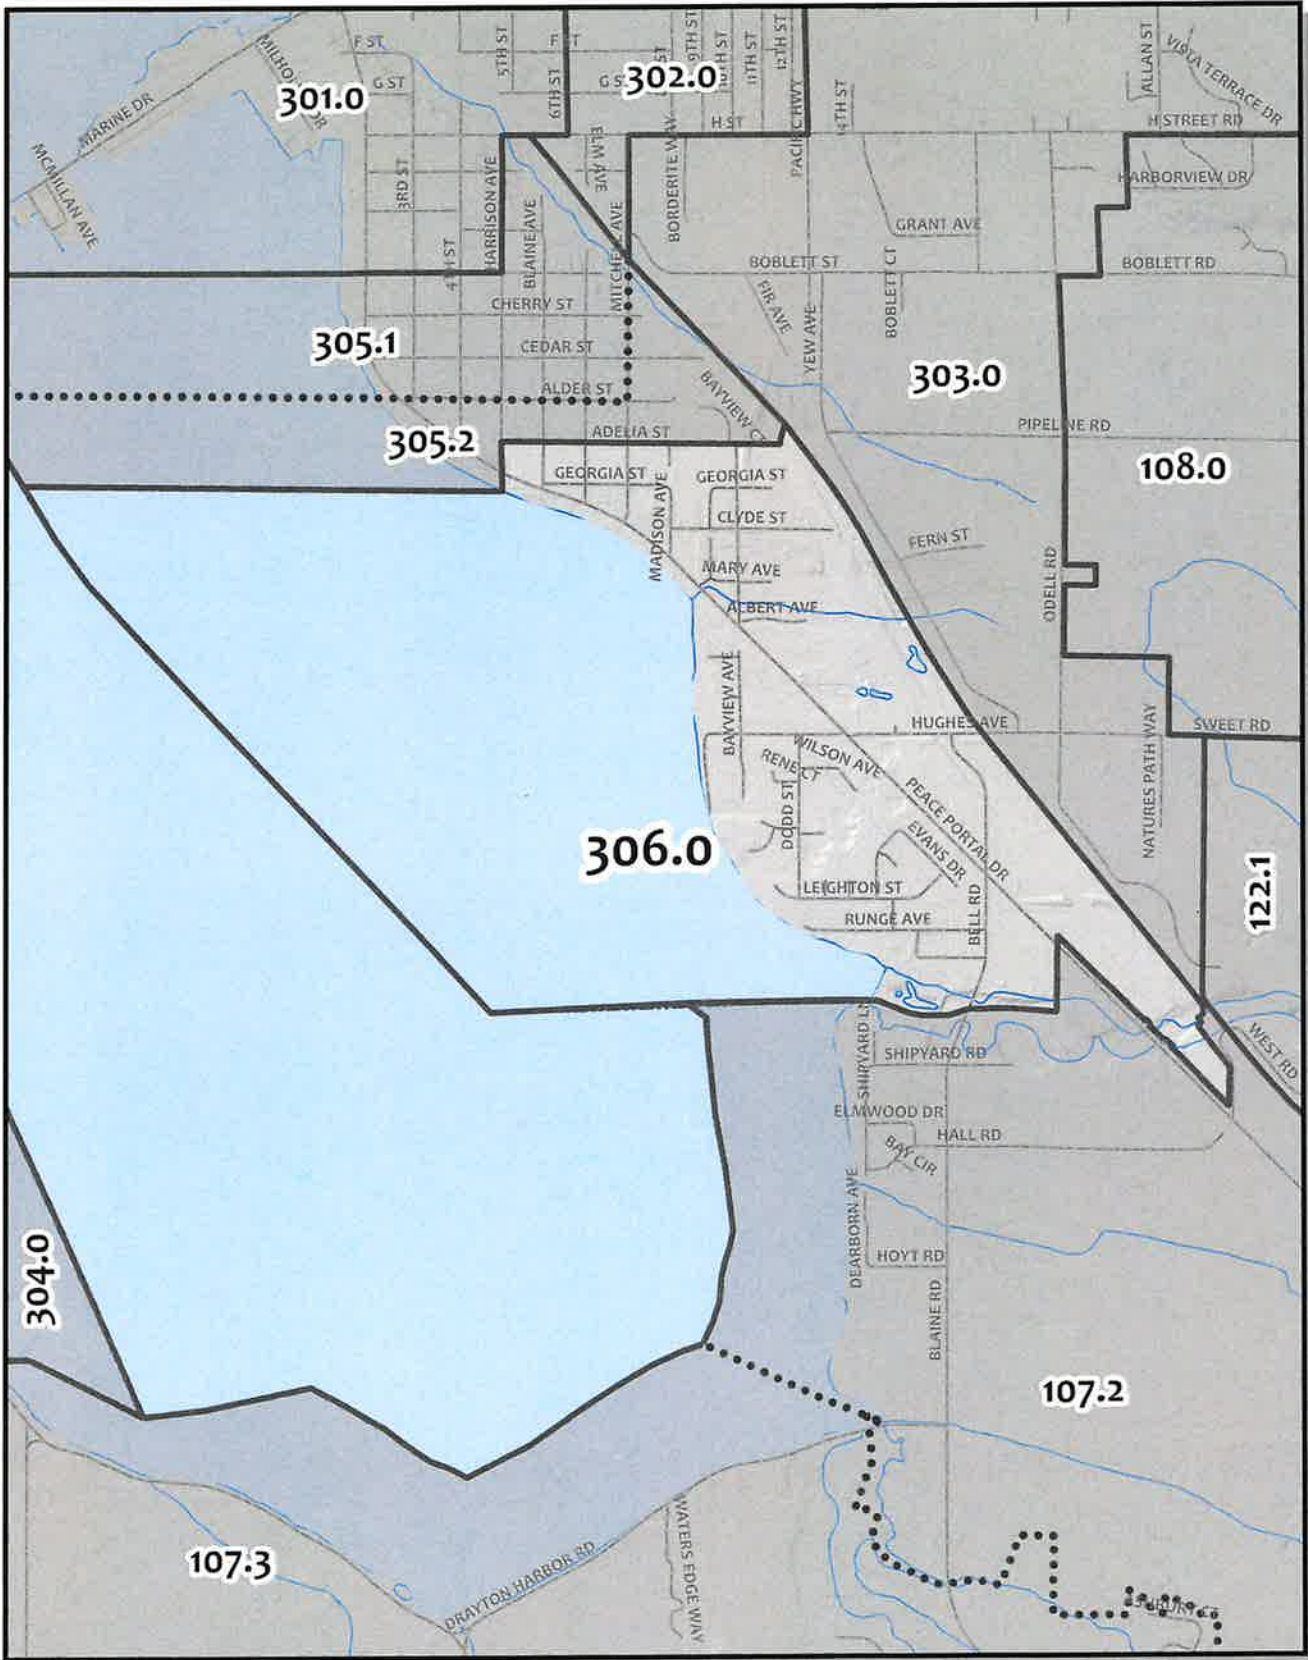 F ST
F ST
5TH ST
6TH ST
9TH ST
10TH ST
11TH ST
12TH ST
ALLAN ST
VISTA TERRACE DR
301.0
302.0
G ST
G ST
MARINE DR
MCMILLAN AVE
H ST
PACIFIC HWY
H STREET RD
ELM AVE
BORDERITE WAY
HARBORVIEW DR
3RD ST
HARRISON AVE
4TH ST
BLAINE AVE
MITCHELL AVE
GRANT AVE
BOBLETT ST
BOBLETT CT
BOBLETT RD
CHERRY ST
FIR AVE
YEW AVE
305.1
CEDAR ST
303.0
ALDER ST
BAYVIEW CT
305.2
ADELIA ST
PIPELINE RD
108.0
GEORGIA ST
GEORGIA ST
MADISON AVE
CLYDE ST
FERN ST
MARY AVE
ODELL RD
ALBERT AVE
BAYVIEW AVE
HUGHES AVE
SWEET RD
NATURES PATH WAY
WILSON AVE
RENE CT
DODD ST
PEACE PORTAL DR
EVANS DR
306.0
LEIGHTON ST
122.1
RUNGE AVE
BELL RD
SHIPYARD LN
SHIPYARD RD
WEST RD
ELMWOOD DR
HALL RD
BAY CIR
DEARBORN AVE
304.0
HOYT RD
BLAINE RD
107.2
107.3
DRAYTON HARBOR RD
WATERS EDGE WAY